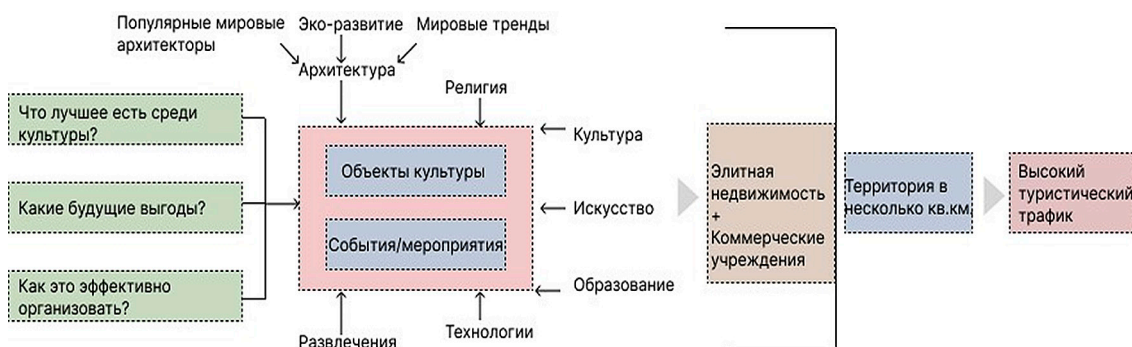 Популярные мировые
архитекторы
Эко-развитие
Мировые тренды
Архитектура
Религия
Что лучшее есть среди
культуры?
Какие будущие выгоды?
Как это эффективно
организовать?
Объекты культуры
События/мероприятия
Культура
Искусство
Образование
Развлечения
Технологии
Элитная
недвижимость
+
Коммерческие
учреждения
Территория в
несколько кв.км.
Высокий
туристический
трафик